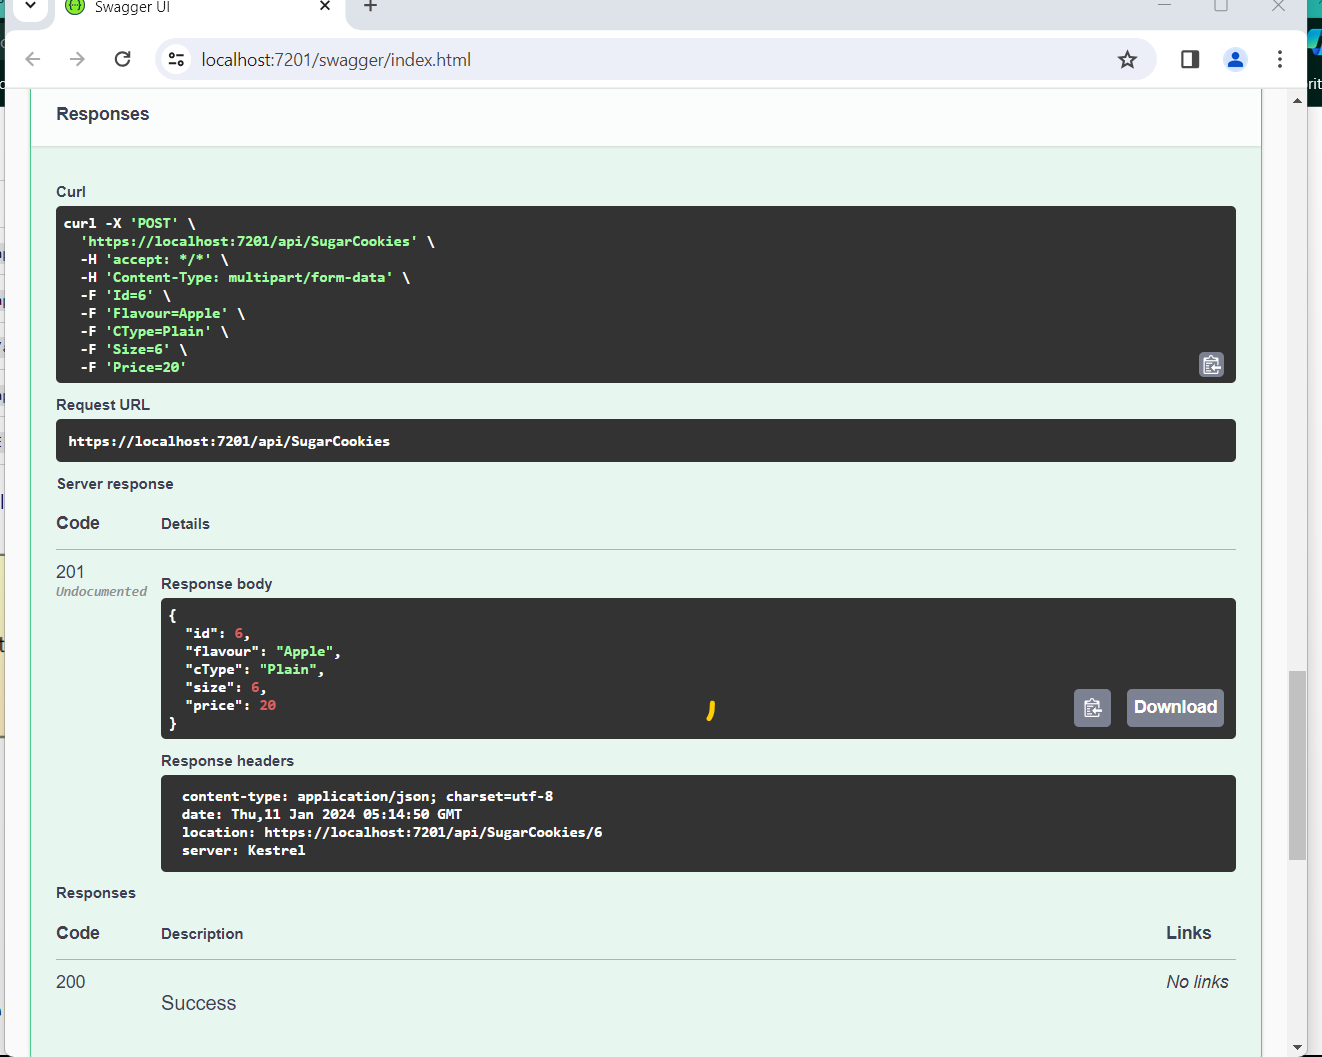 Swagger UI
localhost:7201/swagger/index.html
Responses
Curl
curl -X 'POST' \
'https://localhost:7201/api/SugarCookies' \
-H 'accept: */*' \
-H 'Content-Type: multipart/form-data' \
-F 'Id=6' \
-F 'Flavour=Apple' \
-F 'CType=Plain' \
-F 'Size=6' \
-F 'Price=20'
Request URL
https://localhost:7201/api/SugarCookies
Server response
Code Details
201
Undocumented
Response body
{
"id": 6,
"flavour": "Apple",
"cType": "Plain",
"size": 6,
"price": 20
}
Download
Response headers
content-type: application/json; charset=utf-8
date: Thu,11 Jan 2024 05:14:50 GMT
location: https://localhost:7201/api/SugarCookies/6
server: Kestrel
Responses
Code Description Links
200 No links
Success